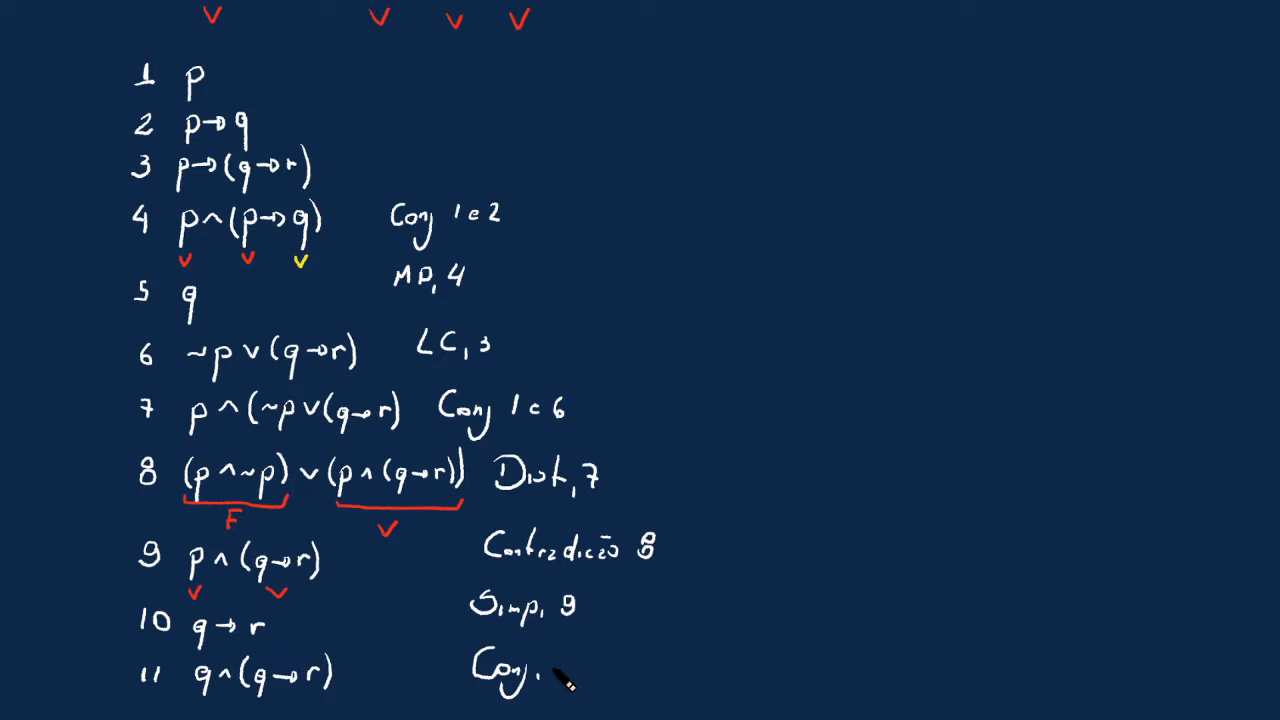 V V V V
1 p
2 p→q
3 p→(q→r)
4 p∧(p→q) Conj 1 e 2
V V V
5 q MP, 4
6 ~p∨(q→r) LC, 3
7 p∧(~p∨(q→r) Conj 1 e 6
8 (p∧~p)∨(p∧(q→r)) Dist, 7
F V
9 p∧(q→r) Contradicão 8
V V
10 q→r Simp, 9
11 q∧(q→r) Conj.